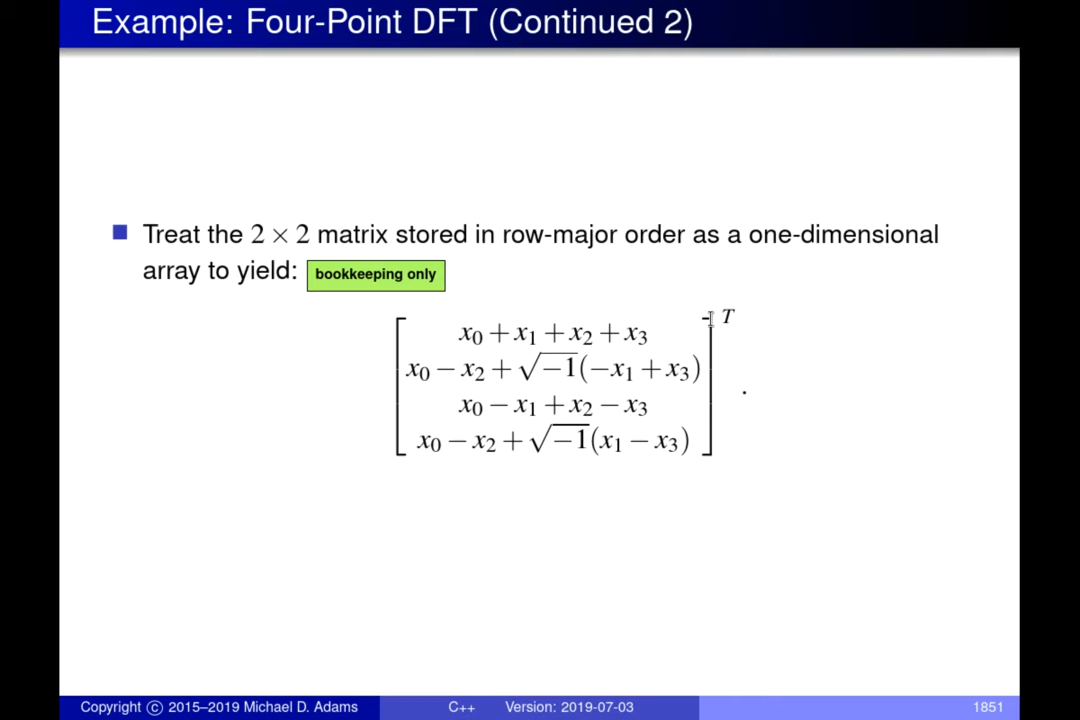 Example: Four-Point DFT (Continued 2)
Treat the 2 × 2 matrix stored in row-major order as a one-dimensional
array to yield: bookkeeping only
x₀ + x₁ + x₂ + x₃
x₀ − x₂ + √−1(−x₁ + x₃)
x₀ − x₁ + x₂ − x₃
x₀ − x₂ + √−1(x₁ − x₃)
T
.
Copyright © 2015–2019 Michael D. Adams C++ Version: 2019-07-03 1851